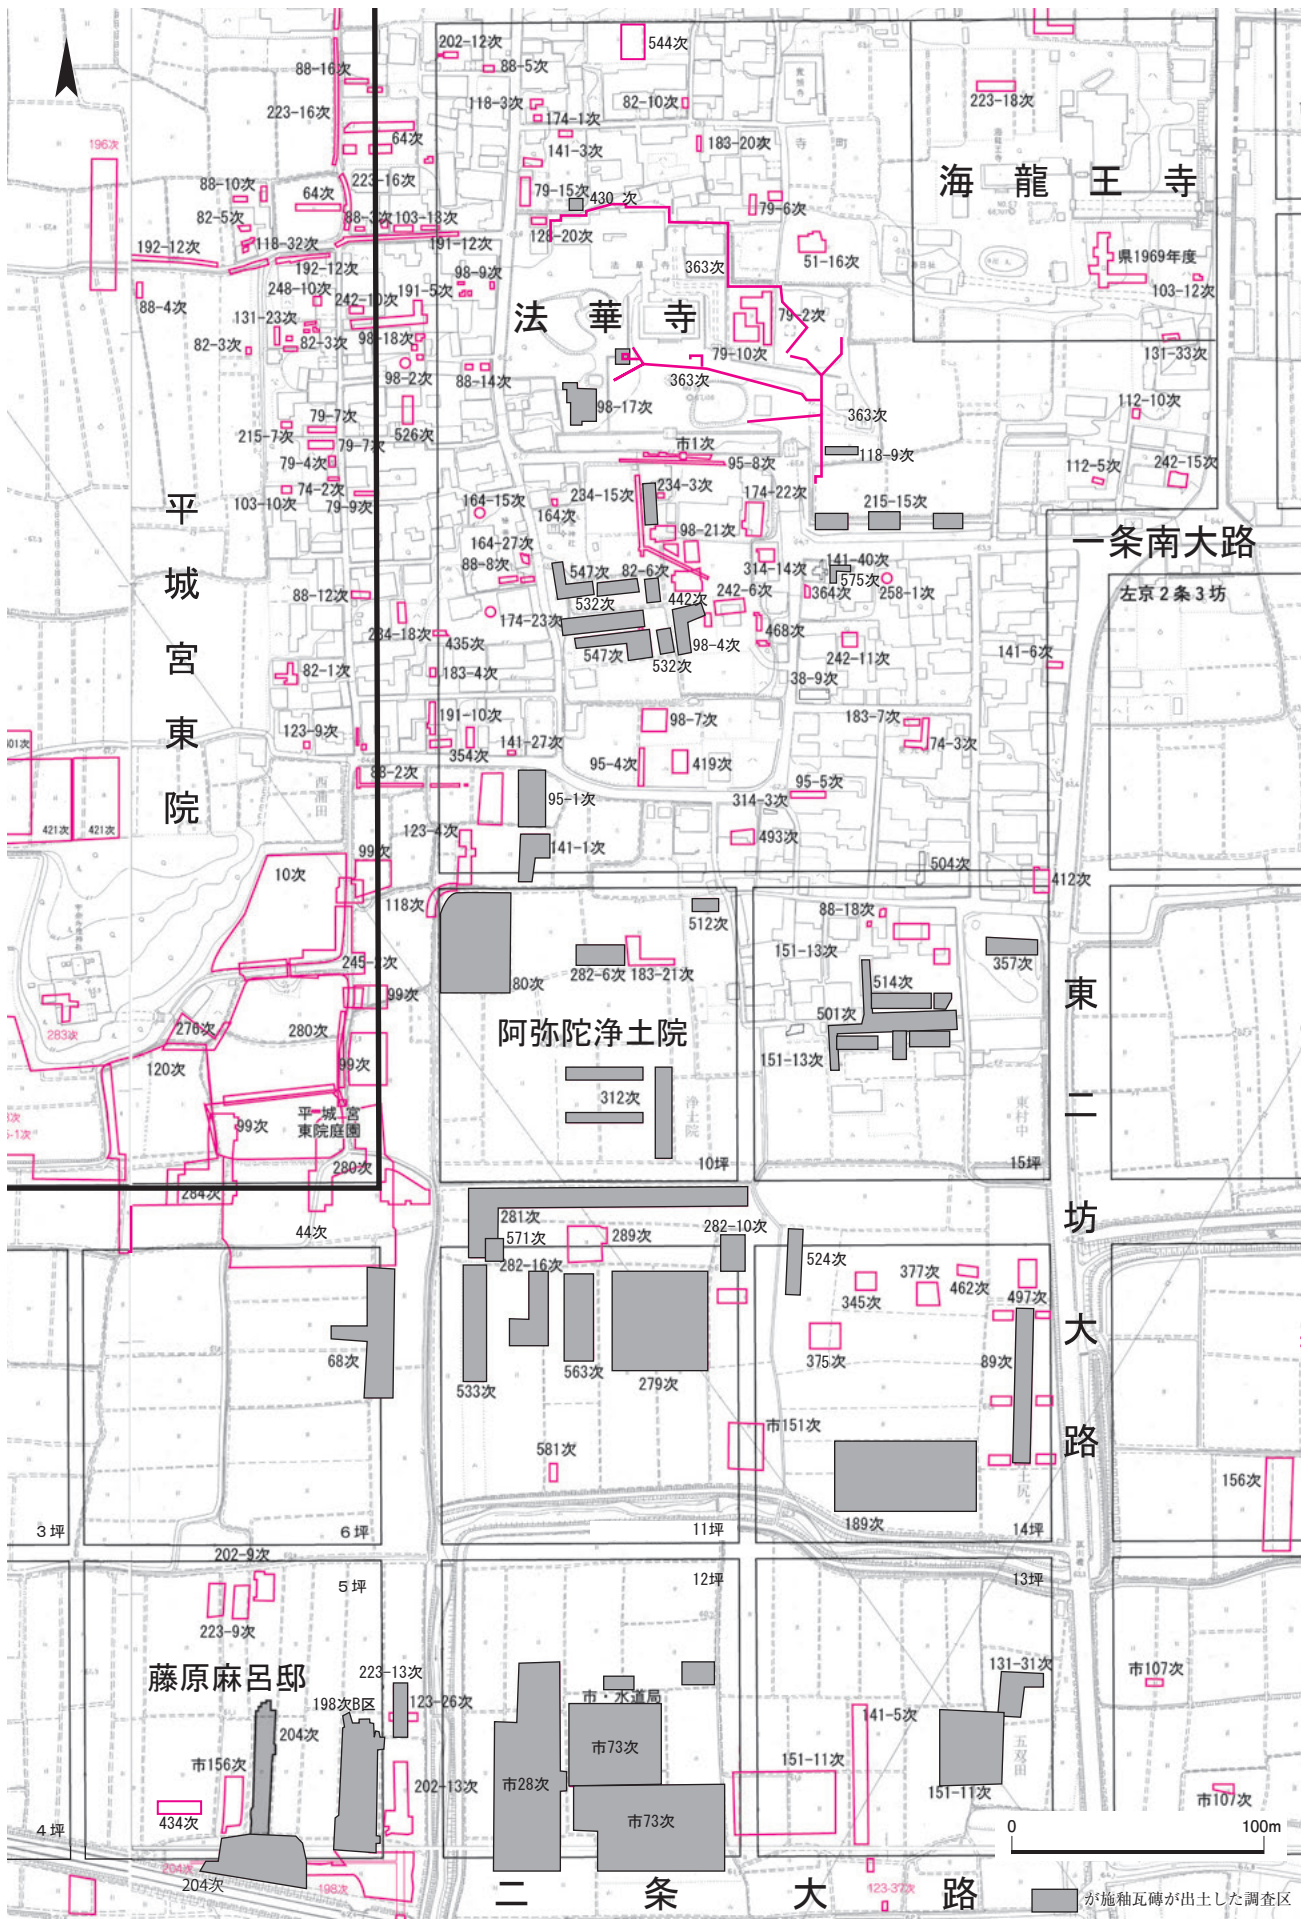 202-12次
544次
88-16次
88-5次
223-16次
118-3次
82-10次
223-18次
174-1次
64次
196次
141-3次
183-20次
寺町
223-16次
海龍王寺
88-10次
64次
79-15次
430次
82-5次
88-3次
103-13次
79-6次
118-32次
128-20次
191-12次
192-12次
51-16次
県1969年度
192-12次
363次
98-9次
103-12次
248-10次
242-10次
191-5次
88-4次
法華寺
131-23次
79-2次
82-3次
82-3次
98-18次
79-10次
131-33次
98-2次
88-14次
363次
98-17次
79-7次
363次
112-10次
215-7次
79-7次
526次
市1次
118-9次
79-4次
95-8次
112-5次
242-15次
74-2次
234-15次
234-3次
174-22次
103-10次
79-9次
164-15次
164次
215-15次
平城宮東院
98-21次
一条南大路
164-27次
88-8次
547次
82-6次
314-14次
141-40次
575次
88-12次
532次
442次
242-6次
364次
258-1次
左京2条3坊
174-23次
234-18次
435次
98-4次
468次
547次
532次
242-11次
141-6次
82-1次
183-4次
38-9次
191-10次
98-7次
183-7次
123-9次
354次
141-27次
74-3次
西浦田
95-4次
419次
88-2次
95-5次
95-1次
314-3次
421次
421次
123-4次
493次
141-1次
99次
504次
10次
412次
118次
88-18次
512次
151-13次
245-2次
282-6次
183-21次
357次
80次
514次
99次
東二坊大路
276次
280次
阿弥陀浄土院
501次
283次
151-13次
99次
120次
312次
平城宮
東院庭園
99次
浄土院
東村中
280次
10坪
15坪
284次
281次
282-10次
44次
571次
289次
524次
282-16次
377次
462次
345次
497次
68次
375次
89次
563次
279次
533次
市151次
581次
156次
3坪
6坪
11坪
189次
14坪
202-9次
5坪
12坪
13坪
223-9次
藤原麻呂邸
223-13次
131-31次
市107次
198次B区
123-26次
市・水道局
204次
141-5次
市73次
五双田
市156次
151-11次
202-13次
市28次
151-11次
434次
市73次
市107次
4坪
0
100m
204次
204次
198次
123-37次
二条大路
が施釉瓦磚が出土した調査区